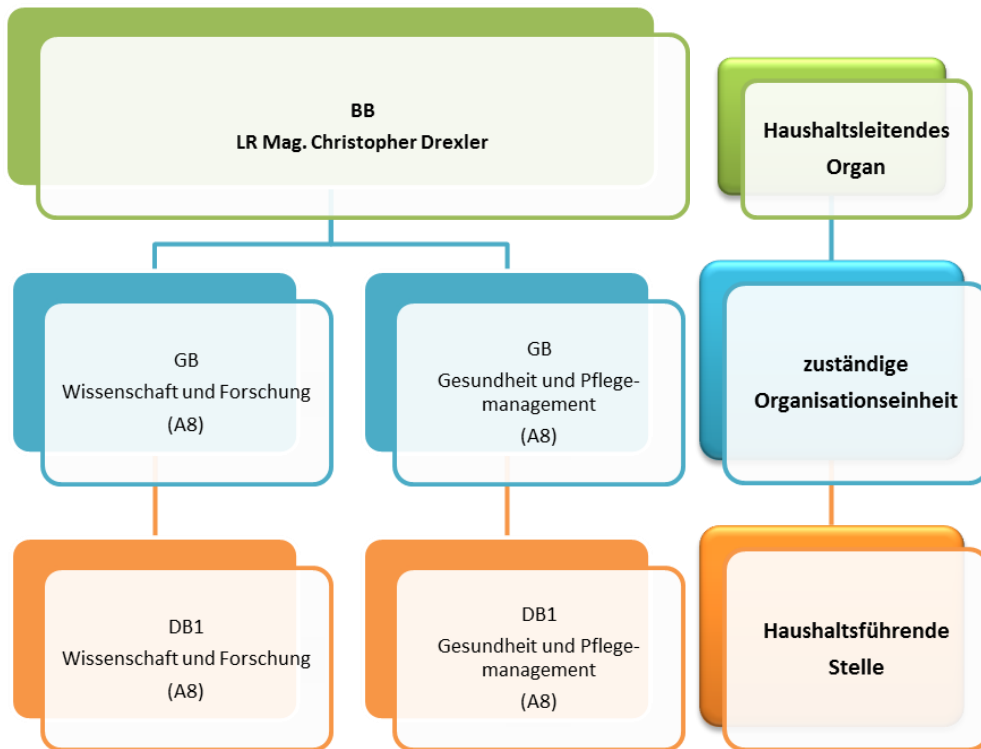 BB
LR Mag. Christopher Drexler
Haushaltsleitendes
Organ
GB
Wissenschaft und Forschung
(A8)
GB
Gesundheit und Pflege-
management
(A8)
zuständige
Organisationseinheit
DB1
Wissenschaft und Forschung
(A8)
DB1
Gesundheit und Pflege-
management
(A8)
Haushaltsführende
Stelle